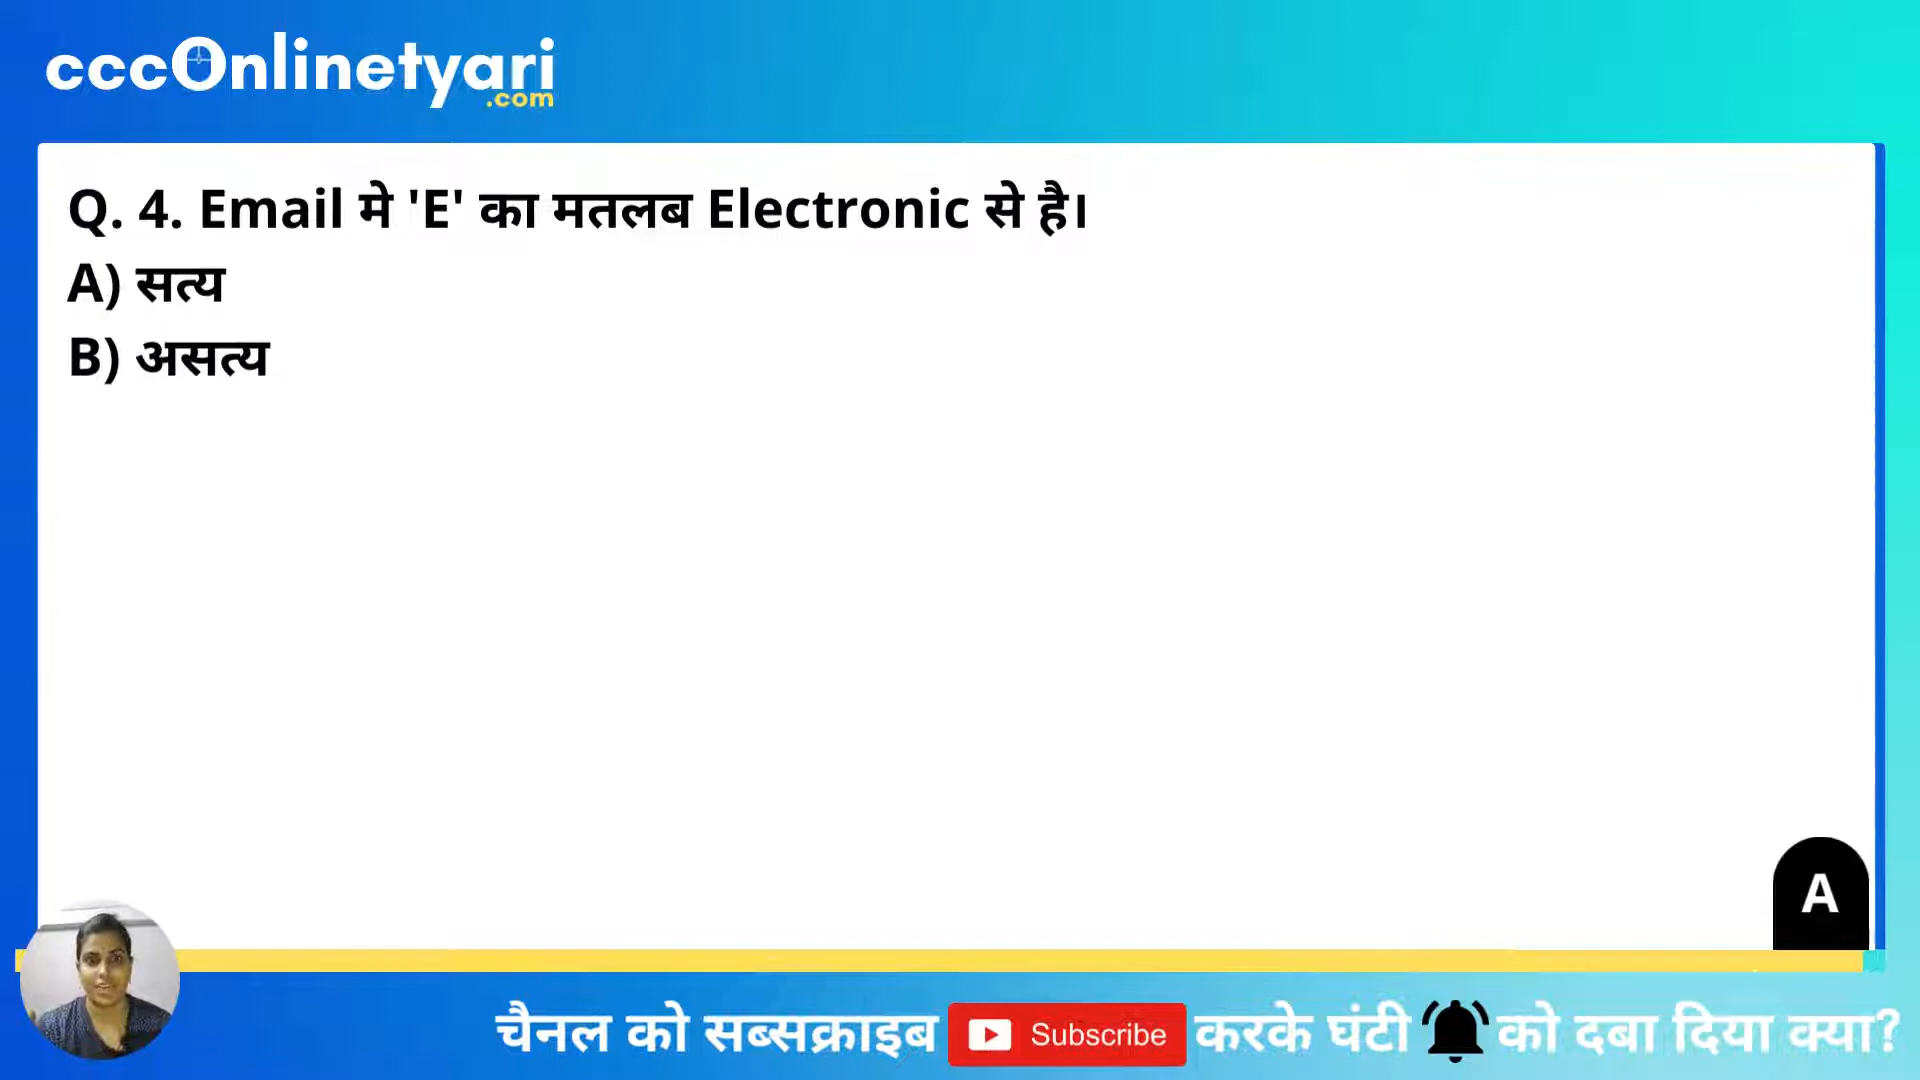 cccOnlinetyari
.com
Q. 4. Email मे 'E' का मतलब Electronic से है।
A) सत्य
B) असत्य
A
चैनल को सब्सक्राइब Subscribe करके घंटी को दबा दिया क्या?